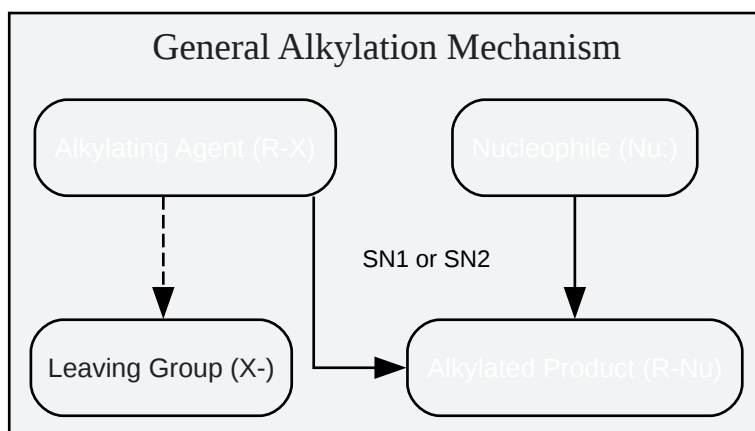 General Alkylation Mechanism
Alkylating Agent (R-X)
Nucleophile (Nu:)
SN1 or SN2
Leaving Group (X-)
Alkylated Product (R-Nu)